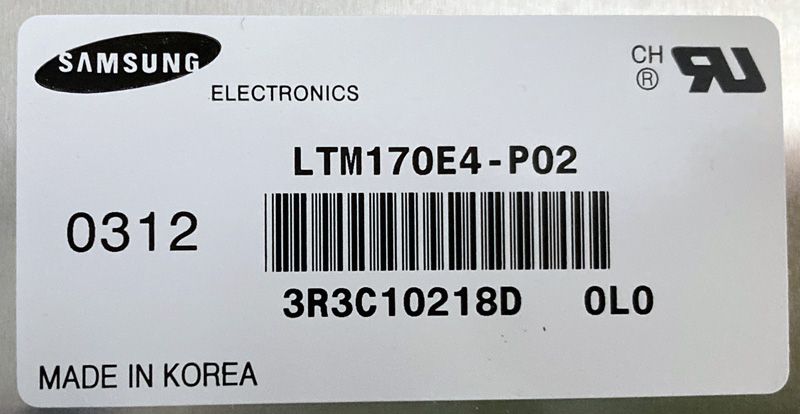 SAMSUNG
ELECTRONICS
CH
®
LTM170E4-P02
0312
3R3C10218D 0L0
MADE IN KOREA